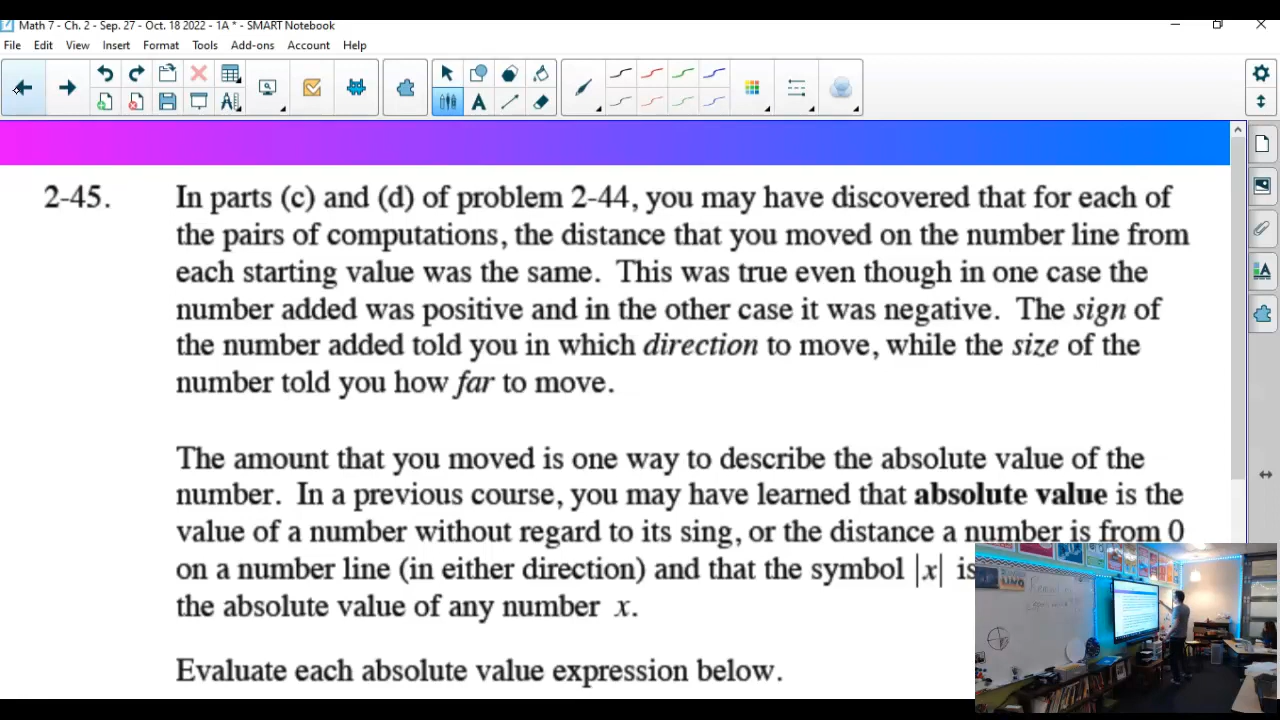 Math 7 - Ch. 2 - Sep. 27 - Oct. 18 2022 - 1A * - SMART Notebook
File Edit View Insert Format Tools Add-ons Account Help
2-45. In parts (c) and (d) of problem 2-44, you may have discovered that for each of
the pairs of computations, the distance that you moved on the number line from
each starting value was the same. This was true even though in one case the
number added was positive and in the other case it was negative. The sign of
the number added told you in which direction to move, while the size of the
number told you how far to move.
The amount that you moved is one way to describe the absolute value of the
number. In a previous course, you may have learned that absolute value is the
value of a number without regard to its sing, or the distance a number is from 0
on a number line (in either direction) and that the symbol |x| is
the absolute value of any number x.
Evaluate each absolute value expression below.